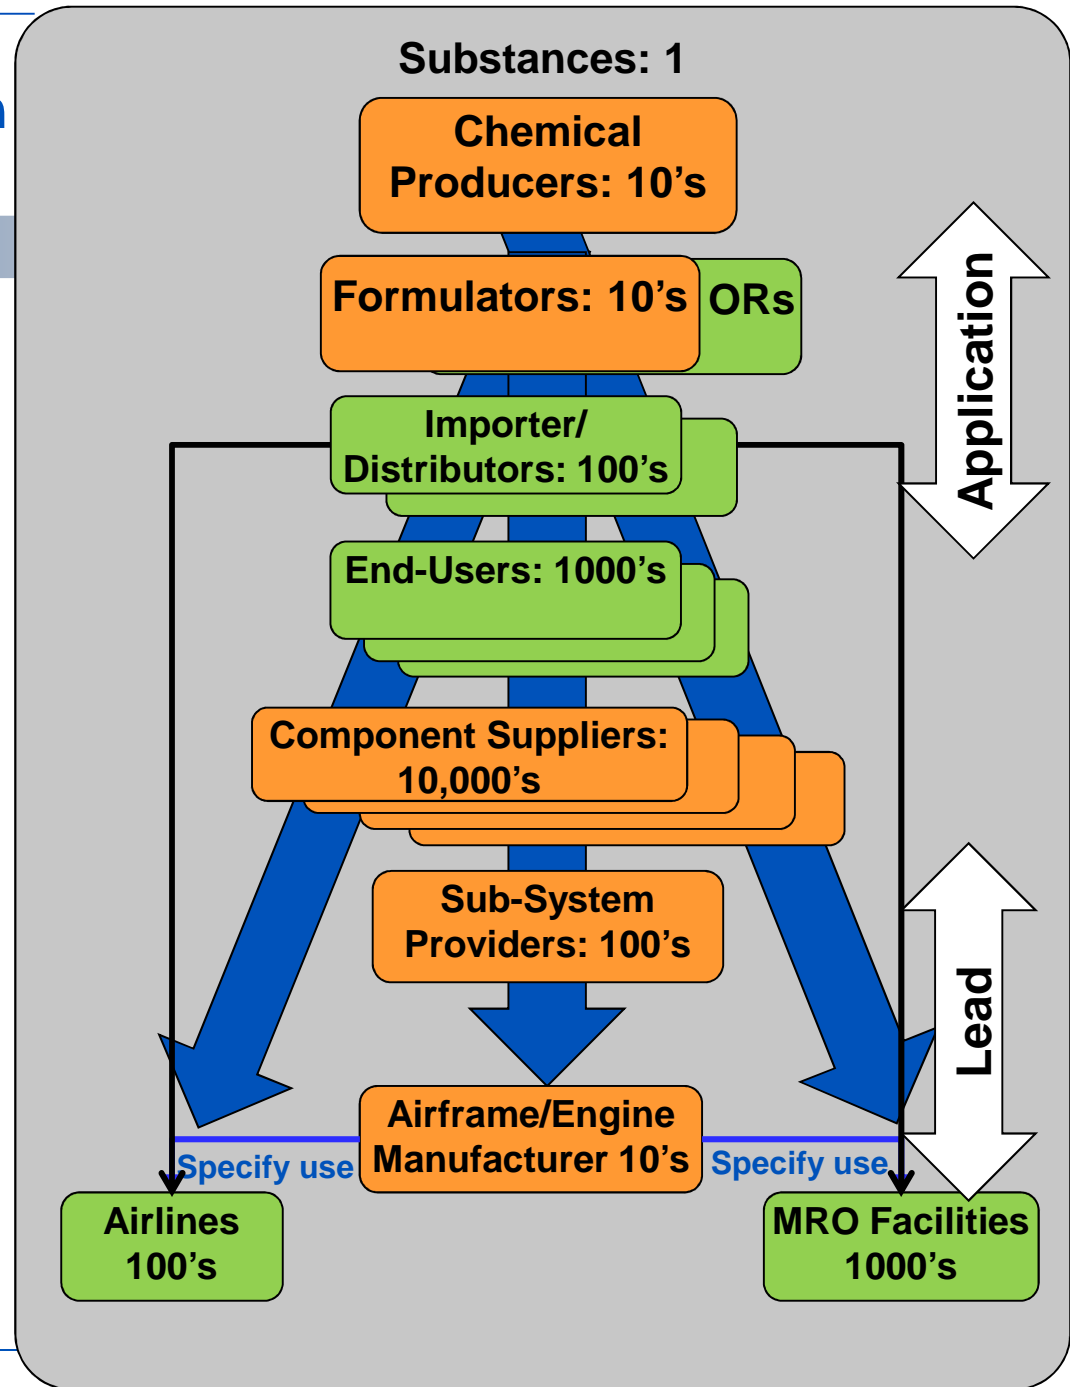 Substances: 1
Chemical
Producers: 10's
Formulators: 10's
ORs
Importer/
Distributors: 100's
Application
End-Users: 1000's
Component Suppliers:
10,000's
Sub-System
Providers: 100's
Lead
Airframe/Engine
Manufacturer 10's
Specify use
Specify use
Airlines
100's
MRO Facilities
1000's